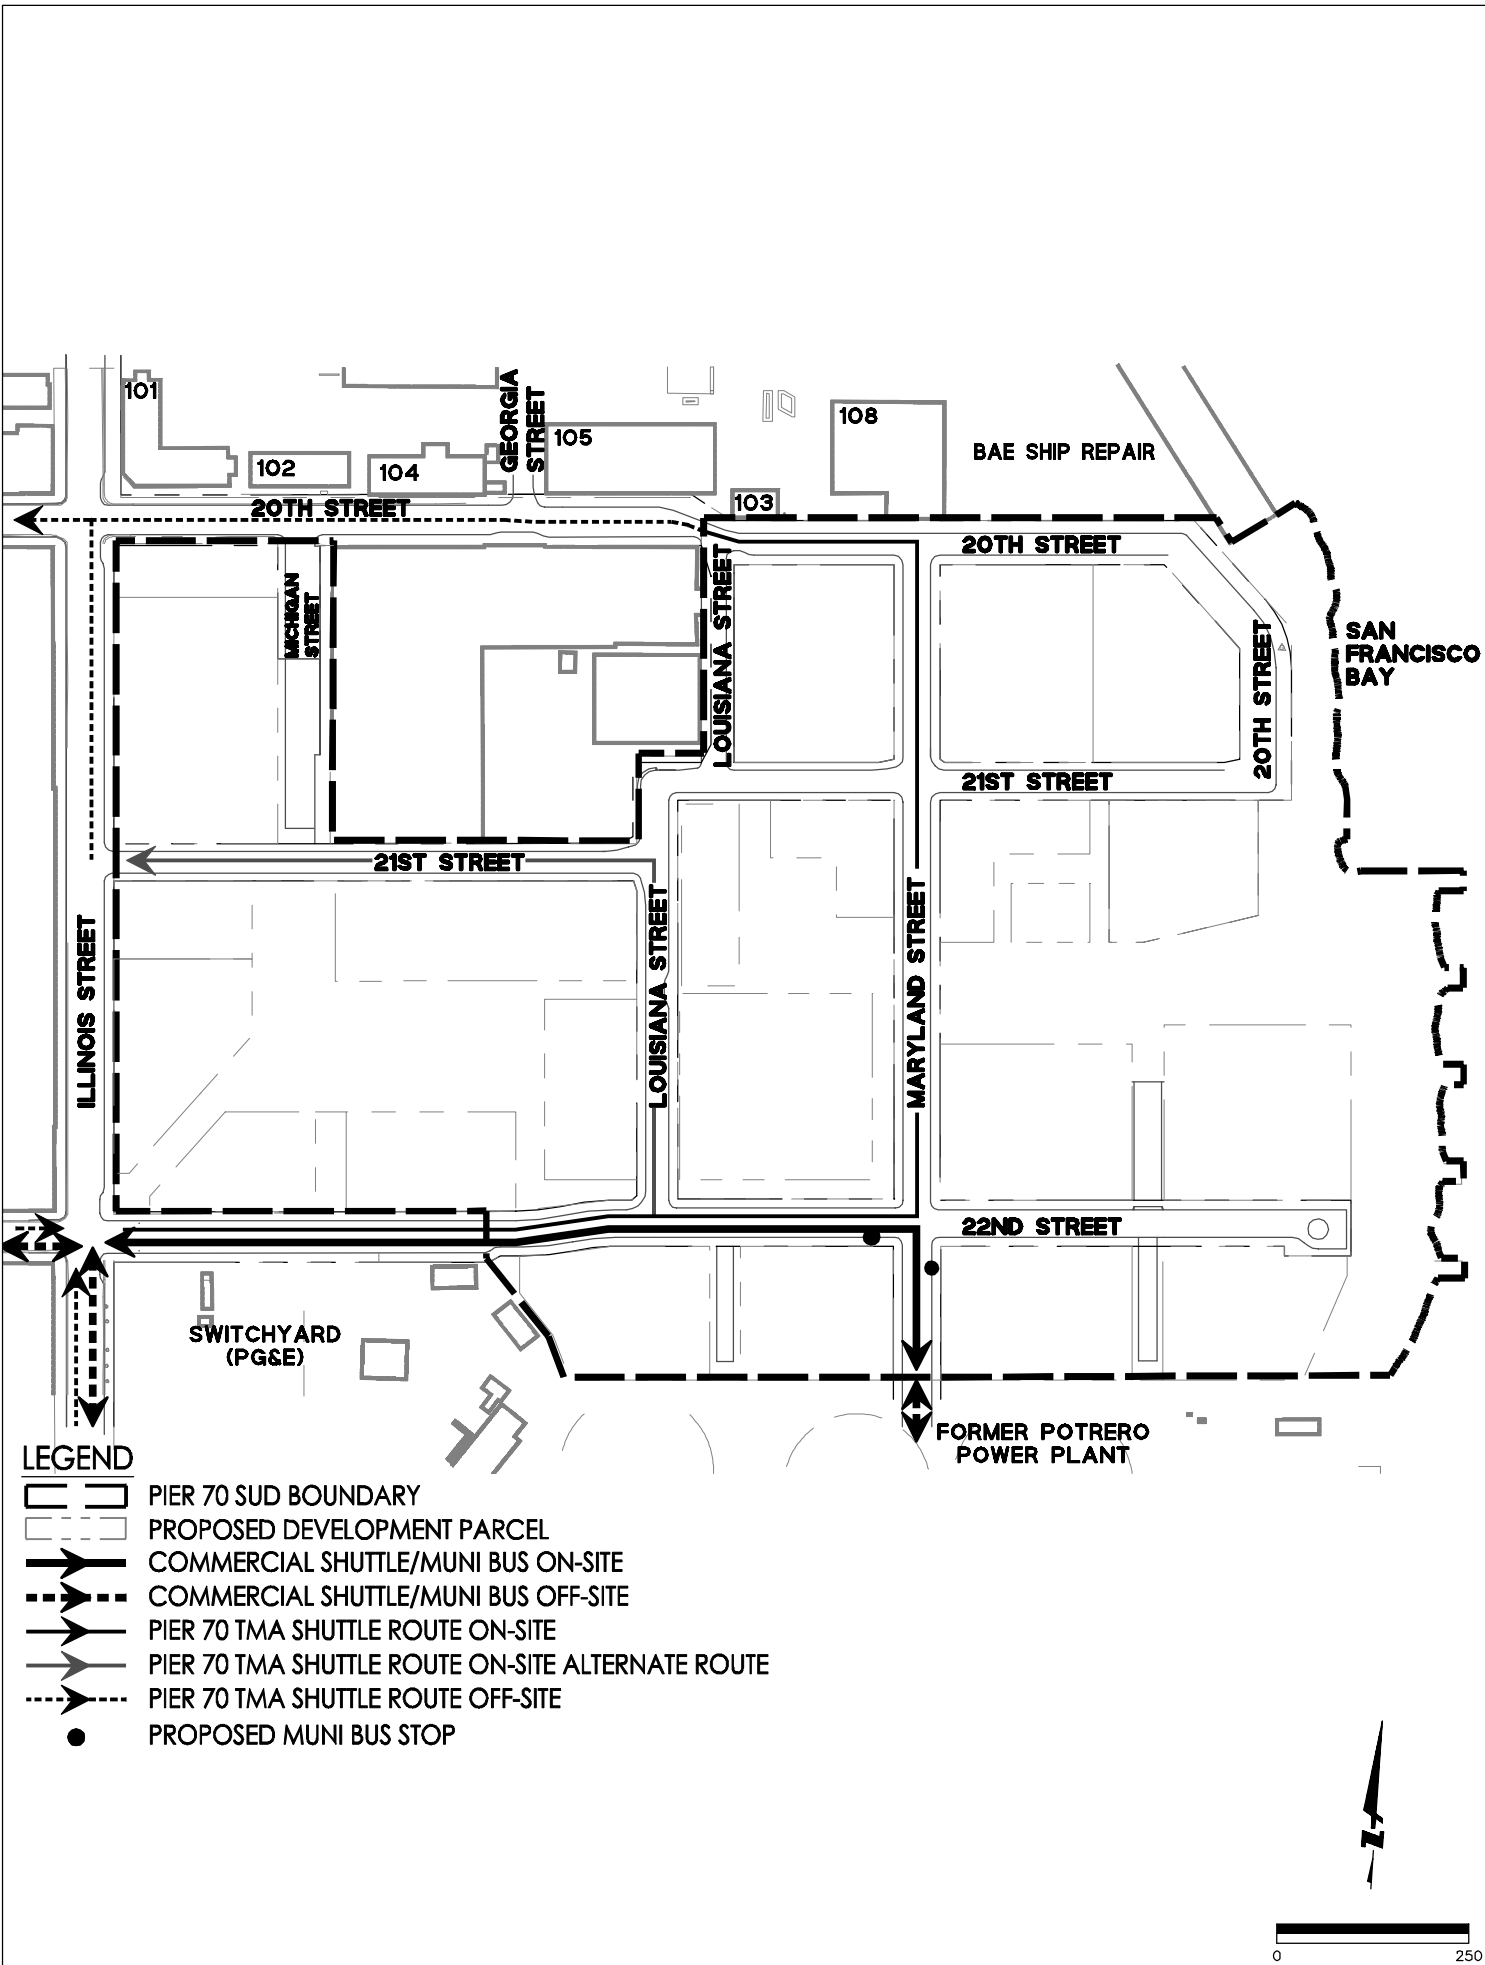 101
102
104
GEORGIA
STREET
105
103
108
BAE SHIP REPAIR
20TH STREET
20TH STREET
MICHIGAN
STREET
LOUISIANA STREET
20TH STREET
SAN
FRANCISCO
BAY
21ST STREET
21ST STREET
ILLINOIS STREET
LOUISIANA STREET
MARYLAND STREET
22ND STREET
SWITCHYARD
(PG&E)
FORMER POTRERO
POWER PLANT
LEGEND
PIER 70 SUD BOUNDARY
PROPOSED DEVELOPMENT PARCEL
COMMERCIAL SHUTTLE/MUNI BUS ON-SITE
COMMERCIAL SHUTTLE/MUNI BUS OFF-SITE
PIER 70 TMA SHUTTLE ROUTE ON-SITE
PIER 70 TMA SHUTTLE ROUTE ON-SITE ALTERNATE ROUTE
PIER 70 TMA SHUTTLE ROUTE OFF-SITE
PROPOSED MUNI BUS STOP
Z
0 250